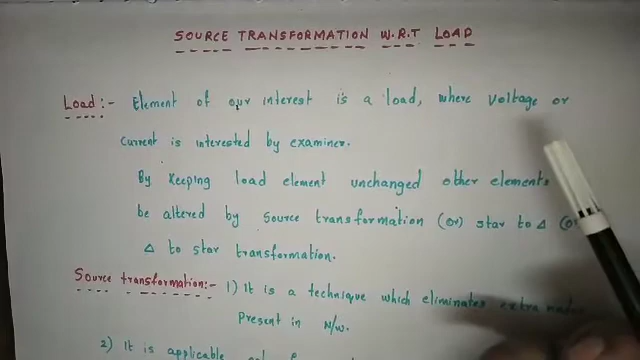 SOURCE TRANSFORMATION W.R.T LOAD
Load:- Element of our interest is a load, where Voltage or
current is interested by examiner.
By Keeping load element unchanged other elements
be altered by source transformation (or) star to Δ (o
Δ to star transformation.
Source transformation:- 1) It is a technique which eliminates extra
Present in N/w.
2) It is applicable